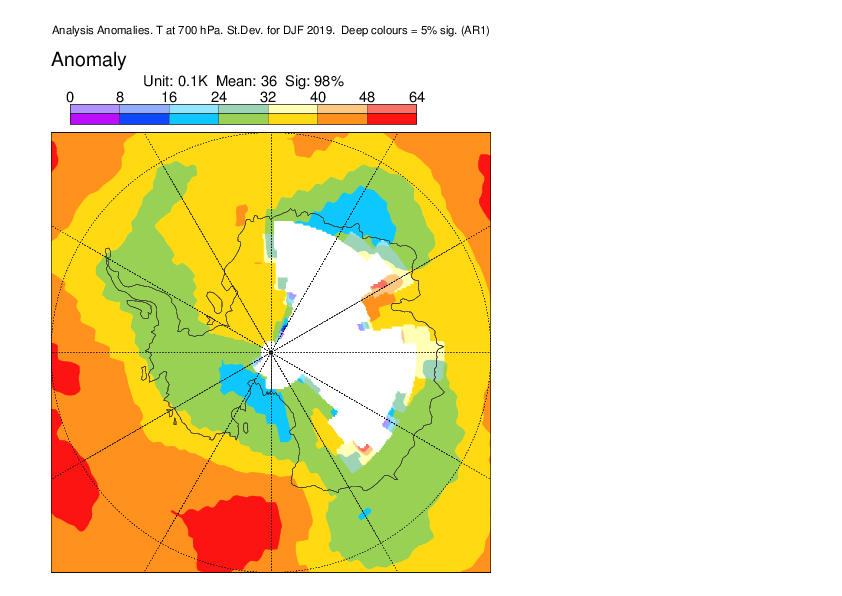 Analysis Anomalies. T at 700 hPa. St.Dev. for DJF 2019.  Deep colours = 5% sig. (AR1)
Anomaly
Unit: 0.1K  Mean: 36  Sig: 98%
0 8 16 24 32 40 48 64